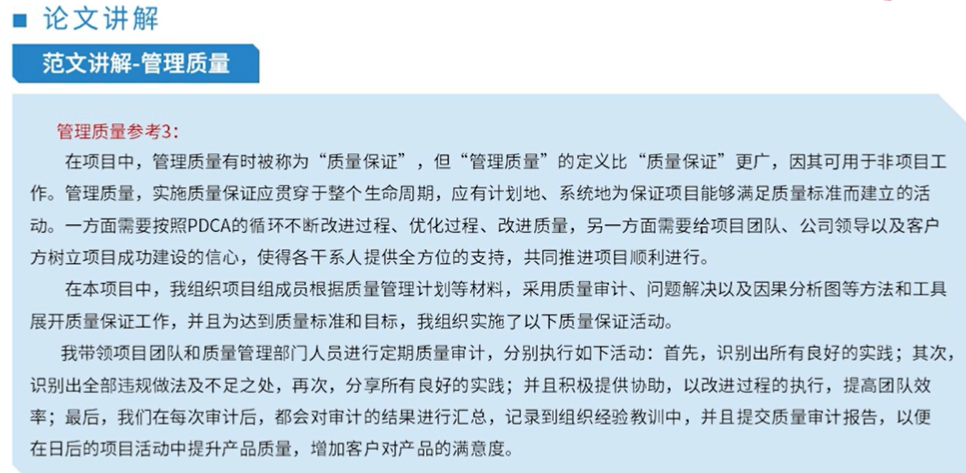 论文讲解
范文讲解-管理质量
管理质量参考3：
在项目中，管理质量有时被称为“质量保证”，但“管理质量”的定义比“质量保证”更广，因其可用于非项目工
作。管理质量，实施质量保证应贯穿于整个生命周期，应有计划地、系统地为保证项目能够满足质量标准而建立的活
动。一方面需要按照PDCA的循环不断改进过程、优化过程、改进质量，另一方面需要给项目团队、公司领导以及客户
方树立项目成功建设的信心，使得各干系人提供全方位的支持，共同推进项目顺利进行。
在本项目中，我组织项目组成员根据质量管理计划等材料，采用质量审计、问题解决以及因果分析图等方法和工具
展开质量保证工作，并且为达到质量标准和目标，我组织实施了以下质量保证活动。
我带领项目团队和质量管理部门人员进行定期质量审计，分别执行如下活动：首先，识别出所有良好的实践；其次，
识别出全部违规做法及不足之处，再次，分享所有良好的实践；并且积极提供协助，以改进过程的执行，提高团队效
率；最后，我们在每次审计后，都会对审计的结果进行汇总，记录到组织经验教训中，并且提交质量审计报告，以便
在日后的项目活动中提升产品质量，增加客户对产品的满意度。